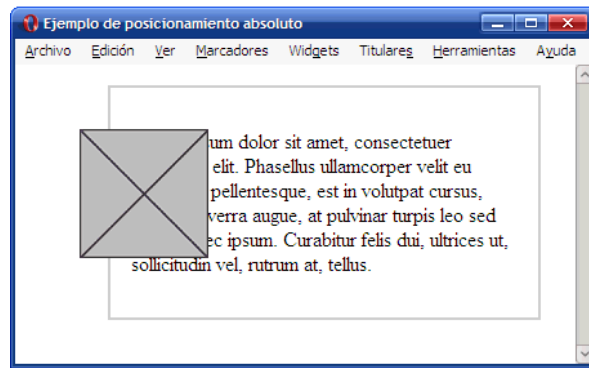 Ejemplo de posicionamiento absoluto
Archivo Edición Ver Marcadores Widgets Titulares Herramientas Ayuda
um dolor sit amet, consectetuer
elit. Phasellus ullamcorper velit eu
pellentesque, est in volutpat cursus,
verra augue, at pulvinar turpis leo sed
ec ipsum. Curabitur felis dui, ultrices ut,
sollicitudin vel, rutrum at, tellus.